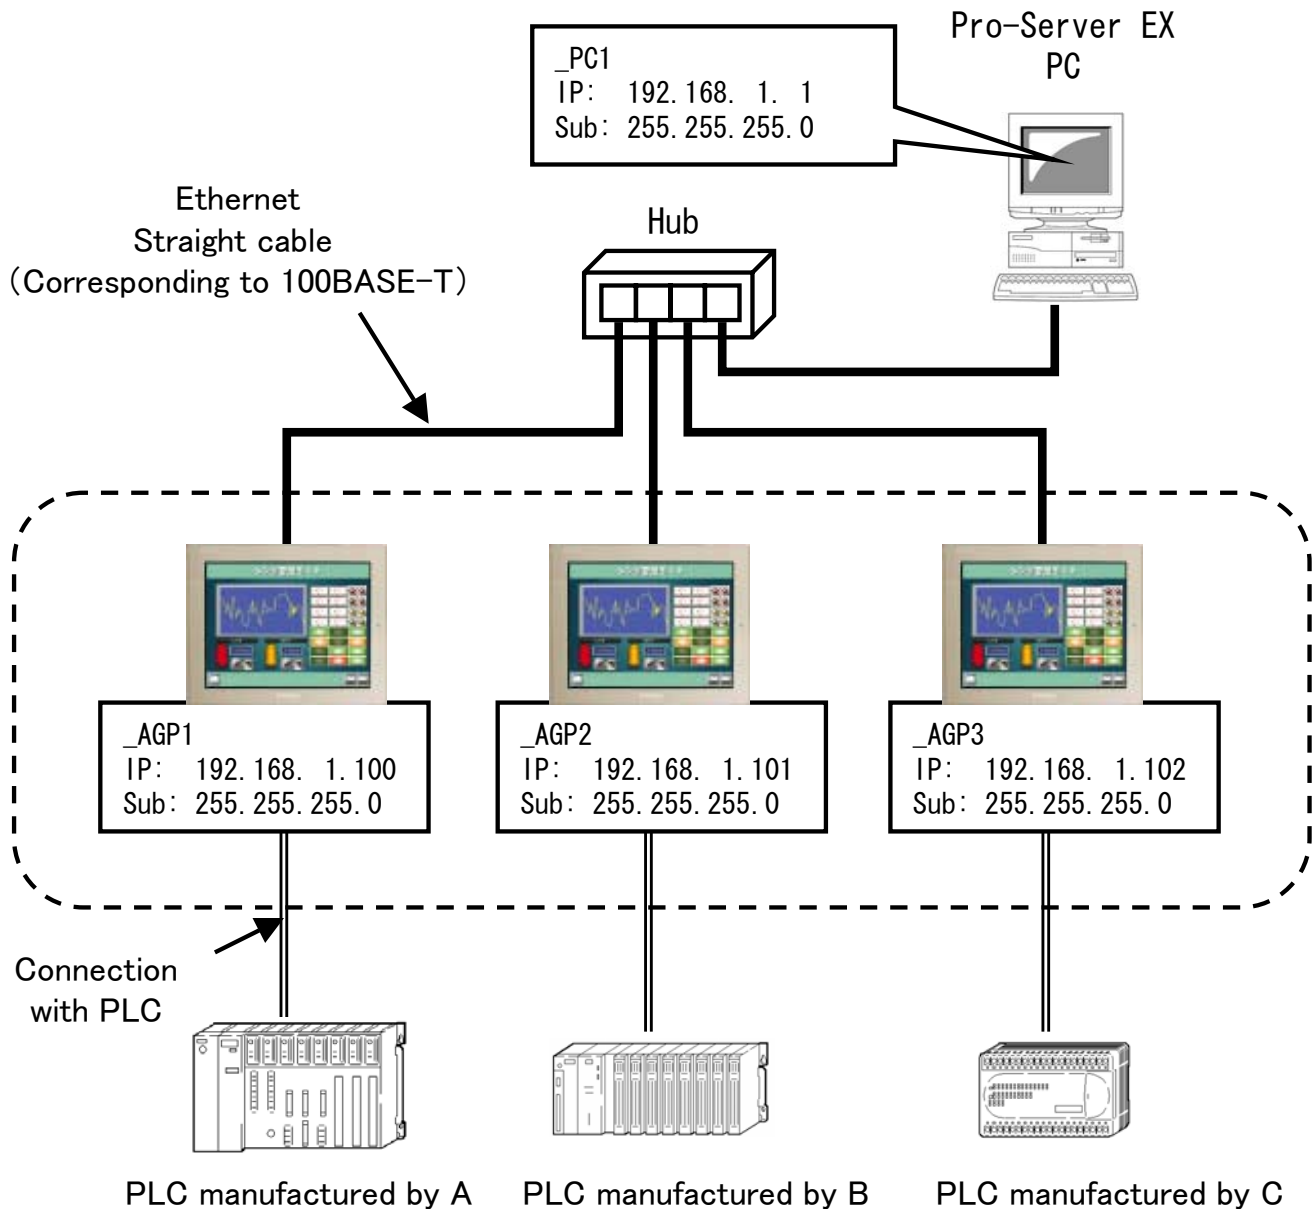 Pro-Server EX
PC
_PC1
IP: 192.168. 1. 1
Sub: 255.255.255.0
Ethernet
Straight cable
(Corresponding to 100BASE-T)
Hub
_AGP1
IP: 192.168. 1.100
Sub: 255.255.255.0
_AGP2
IP: 192.168. 1.101
Sub: 255.255.255.0
_AGP3
IP: 192.168. 1.102
Sub: 255.255.255.0
Connection
with PLC
PLC manufactured by A
PLC manufactured by B
PLC manufactured by C